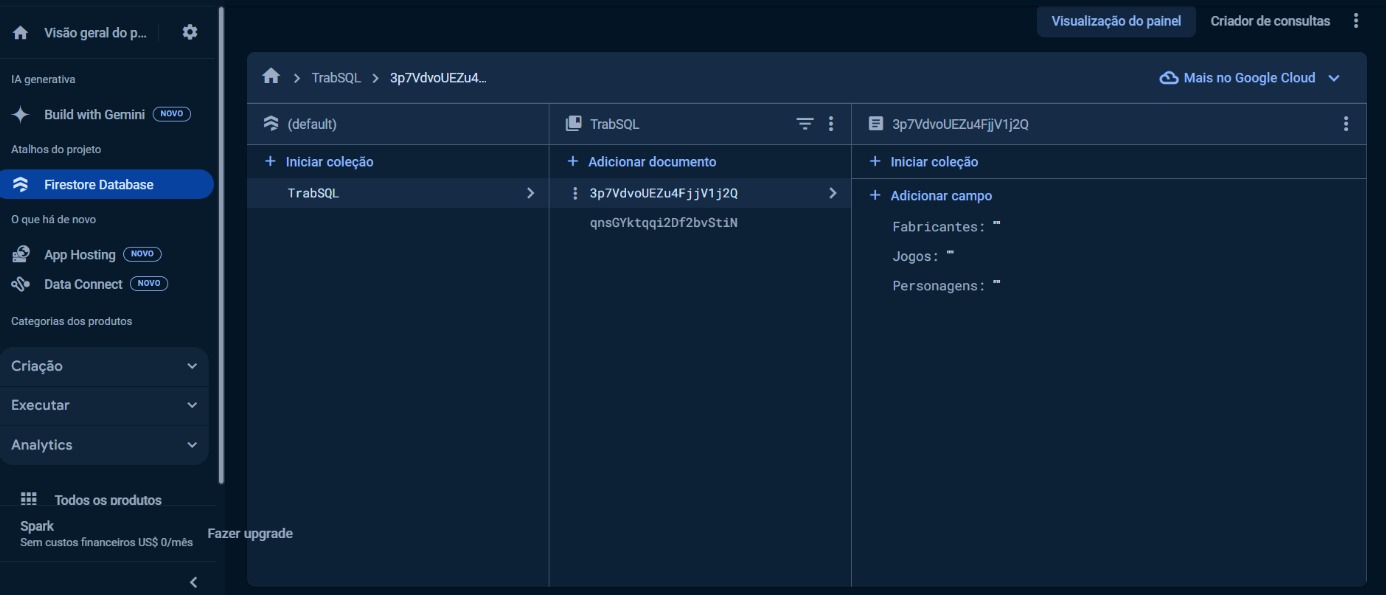 Visão geral do p...
IA generativa
Build with Gemini NOVO
Atalhos do projeto
Firestore Database
O que há de novo
App Hosting NOVO
Data Connect NOVO
Categorias dos produtos
Criação
Executar
Analytics
Todos os produtos
Spark
Sem custos financeiros US$ 0/mês
Fazer upgrade
Visualização do painel
Criador de consultas
TrabSQL
3p7VdvoUEZu4...
Mais no Google Cloud
(default)
Iniciar coleção
TrabSQL
TrabSQL
Adicionar documento
3p7VdvoUEZu4FjjV1j2Q
qnsGYktqqi2Df2bvStiN
3p7VdvoUEZu4FjjV1j2Q
Iniciar coleção
Adicionar campo
Fabricantes: ""
Jogos: ""
Personagens: ""